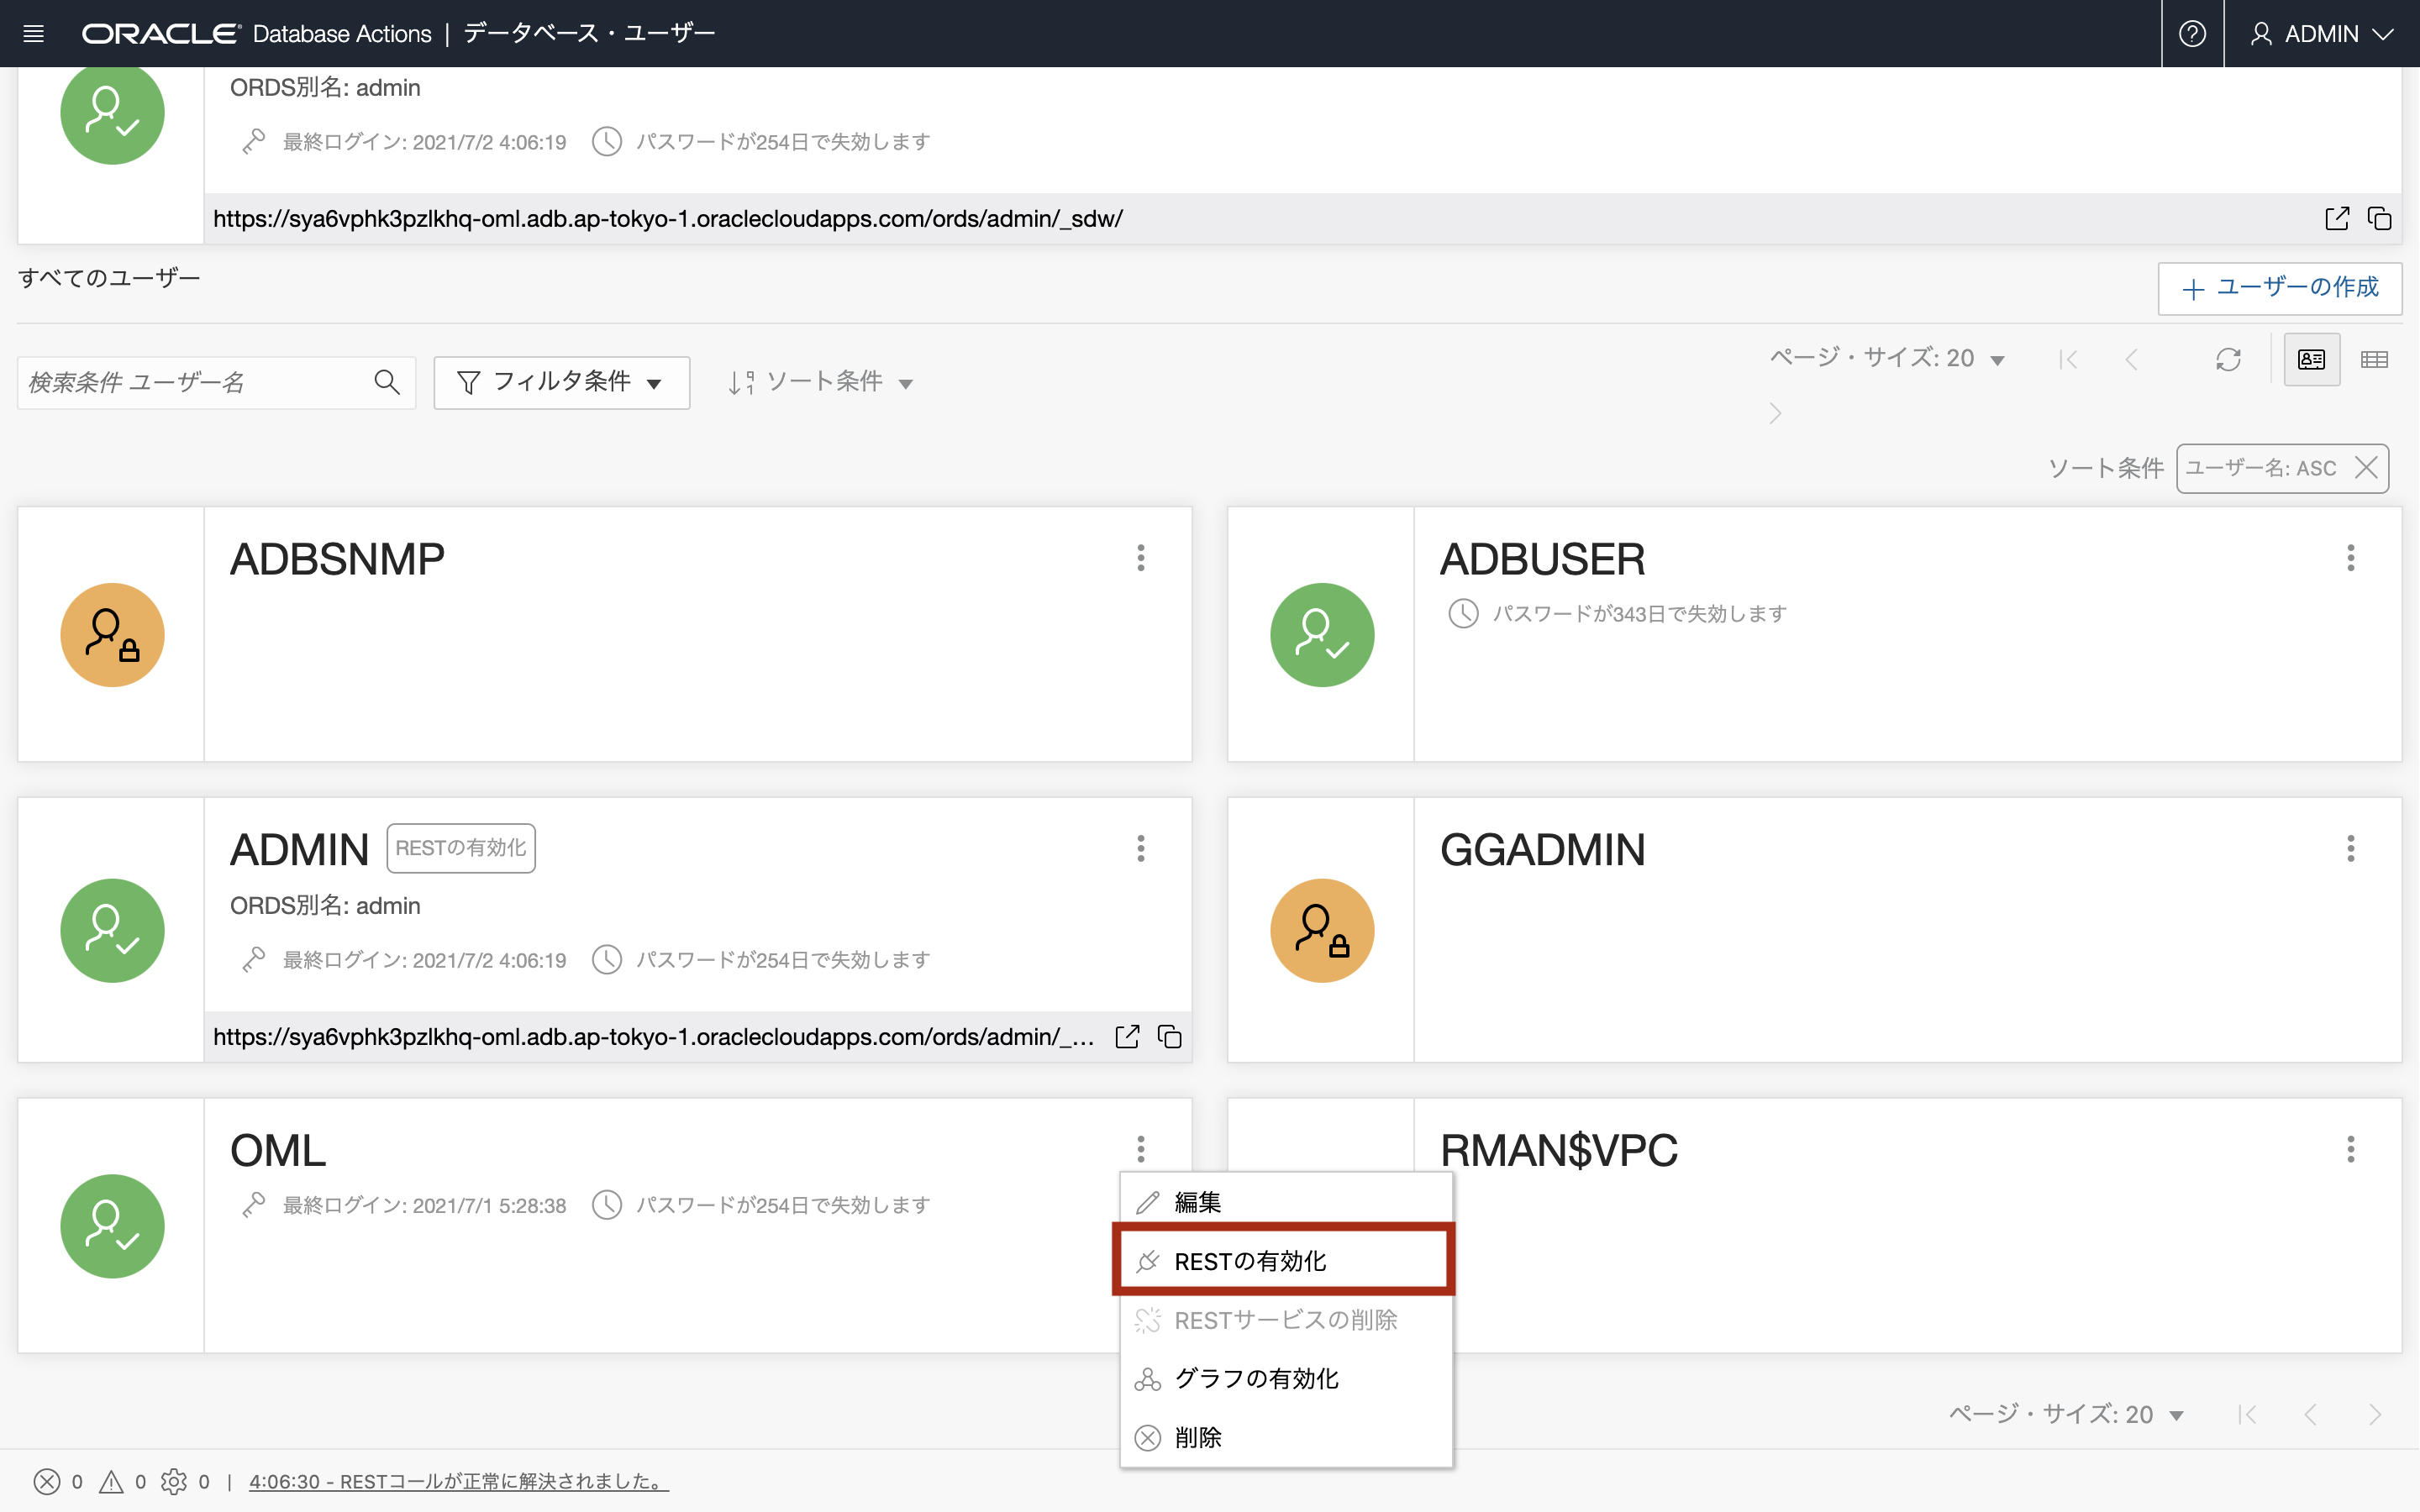 ORACLE® Database Actions | データベース・ユーザー
ADMIN
ORDS別名: admin
最終ログイン: 2021/7/2 4:06:19 パスワードが254日で失効します
https://sya6vphk3pzlkhq-oml.adb.ap-tokyo-1.oraclecloudapps.com/ords/admin/_sdw/
すべてのユーザー
ユーザーの作成
検索条件 ユーザー名
フィルタ条件
ソート条件
ページ・サイズ: 20
ソート条件 ユーザー名: ASC
ADBSNMP
ADBUSER
パスワードが343日で失効します
ADMIN RESTの有効化
ORDS別名: admin
最終ログイン: 2021/7/2 4:06:19 パスワードが254日で失効します
https://sya6vphk3pzlkhq-oml.adb.ap-tokyo-1.oraclecloudapps.com/ords/admin/_...
GGADMIN
OML
最終ログイン: 2021/7/1 5:28:38 パスワードが254日で失効します
RMAN$VPC
編集
RESTの有効化
RESTサービスの削除
グラフの有効化
削除
ページ・サイズ: 20
0 0 0 | 4:06:30 - RESTコールが正常に解決されました。